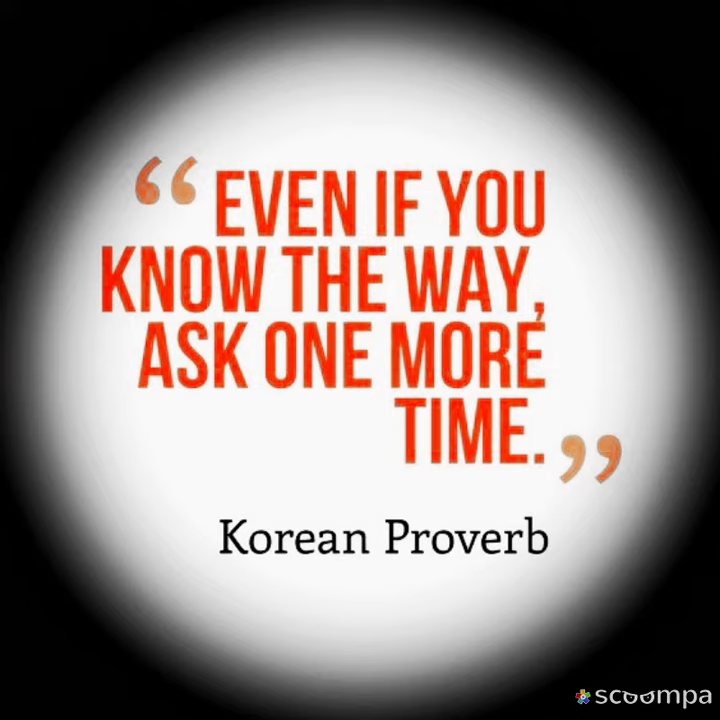 “ EVEN IF YOU
KNOW THE WAY,
ASK ONE MORE
TIME. ”
Korean Proverb
scoompa